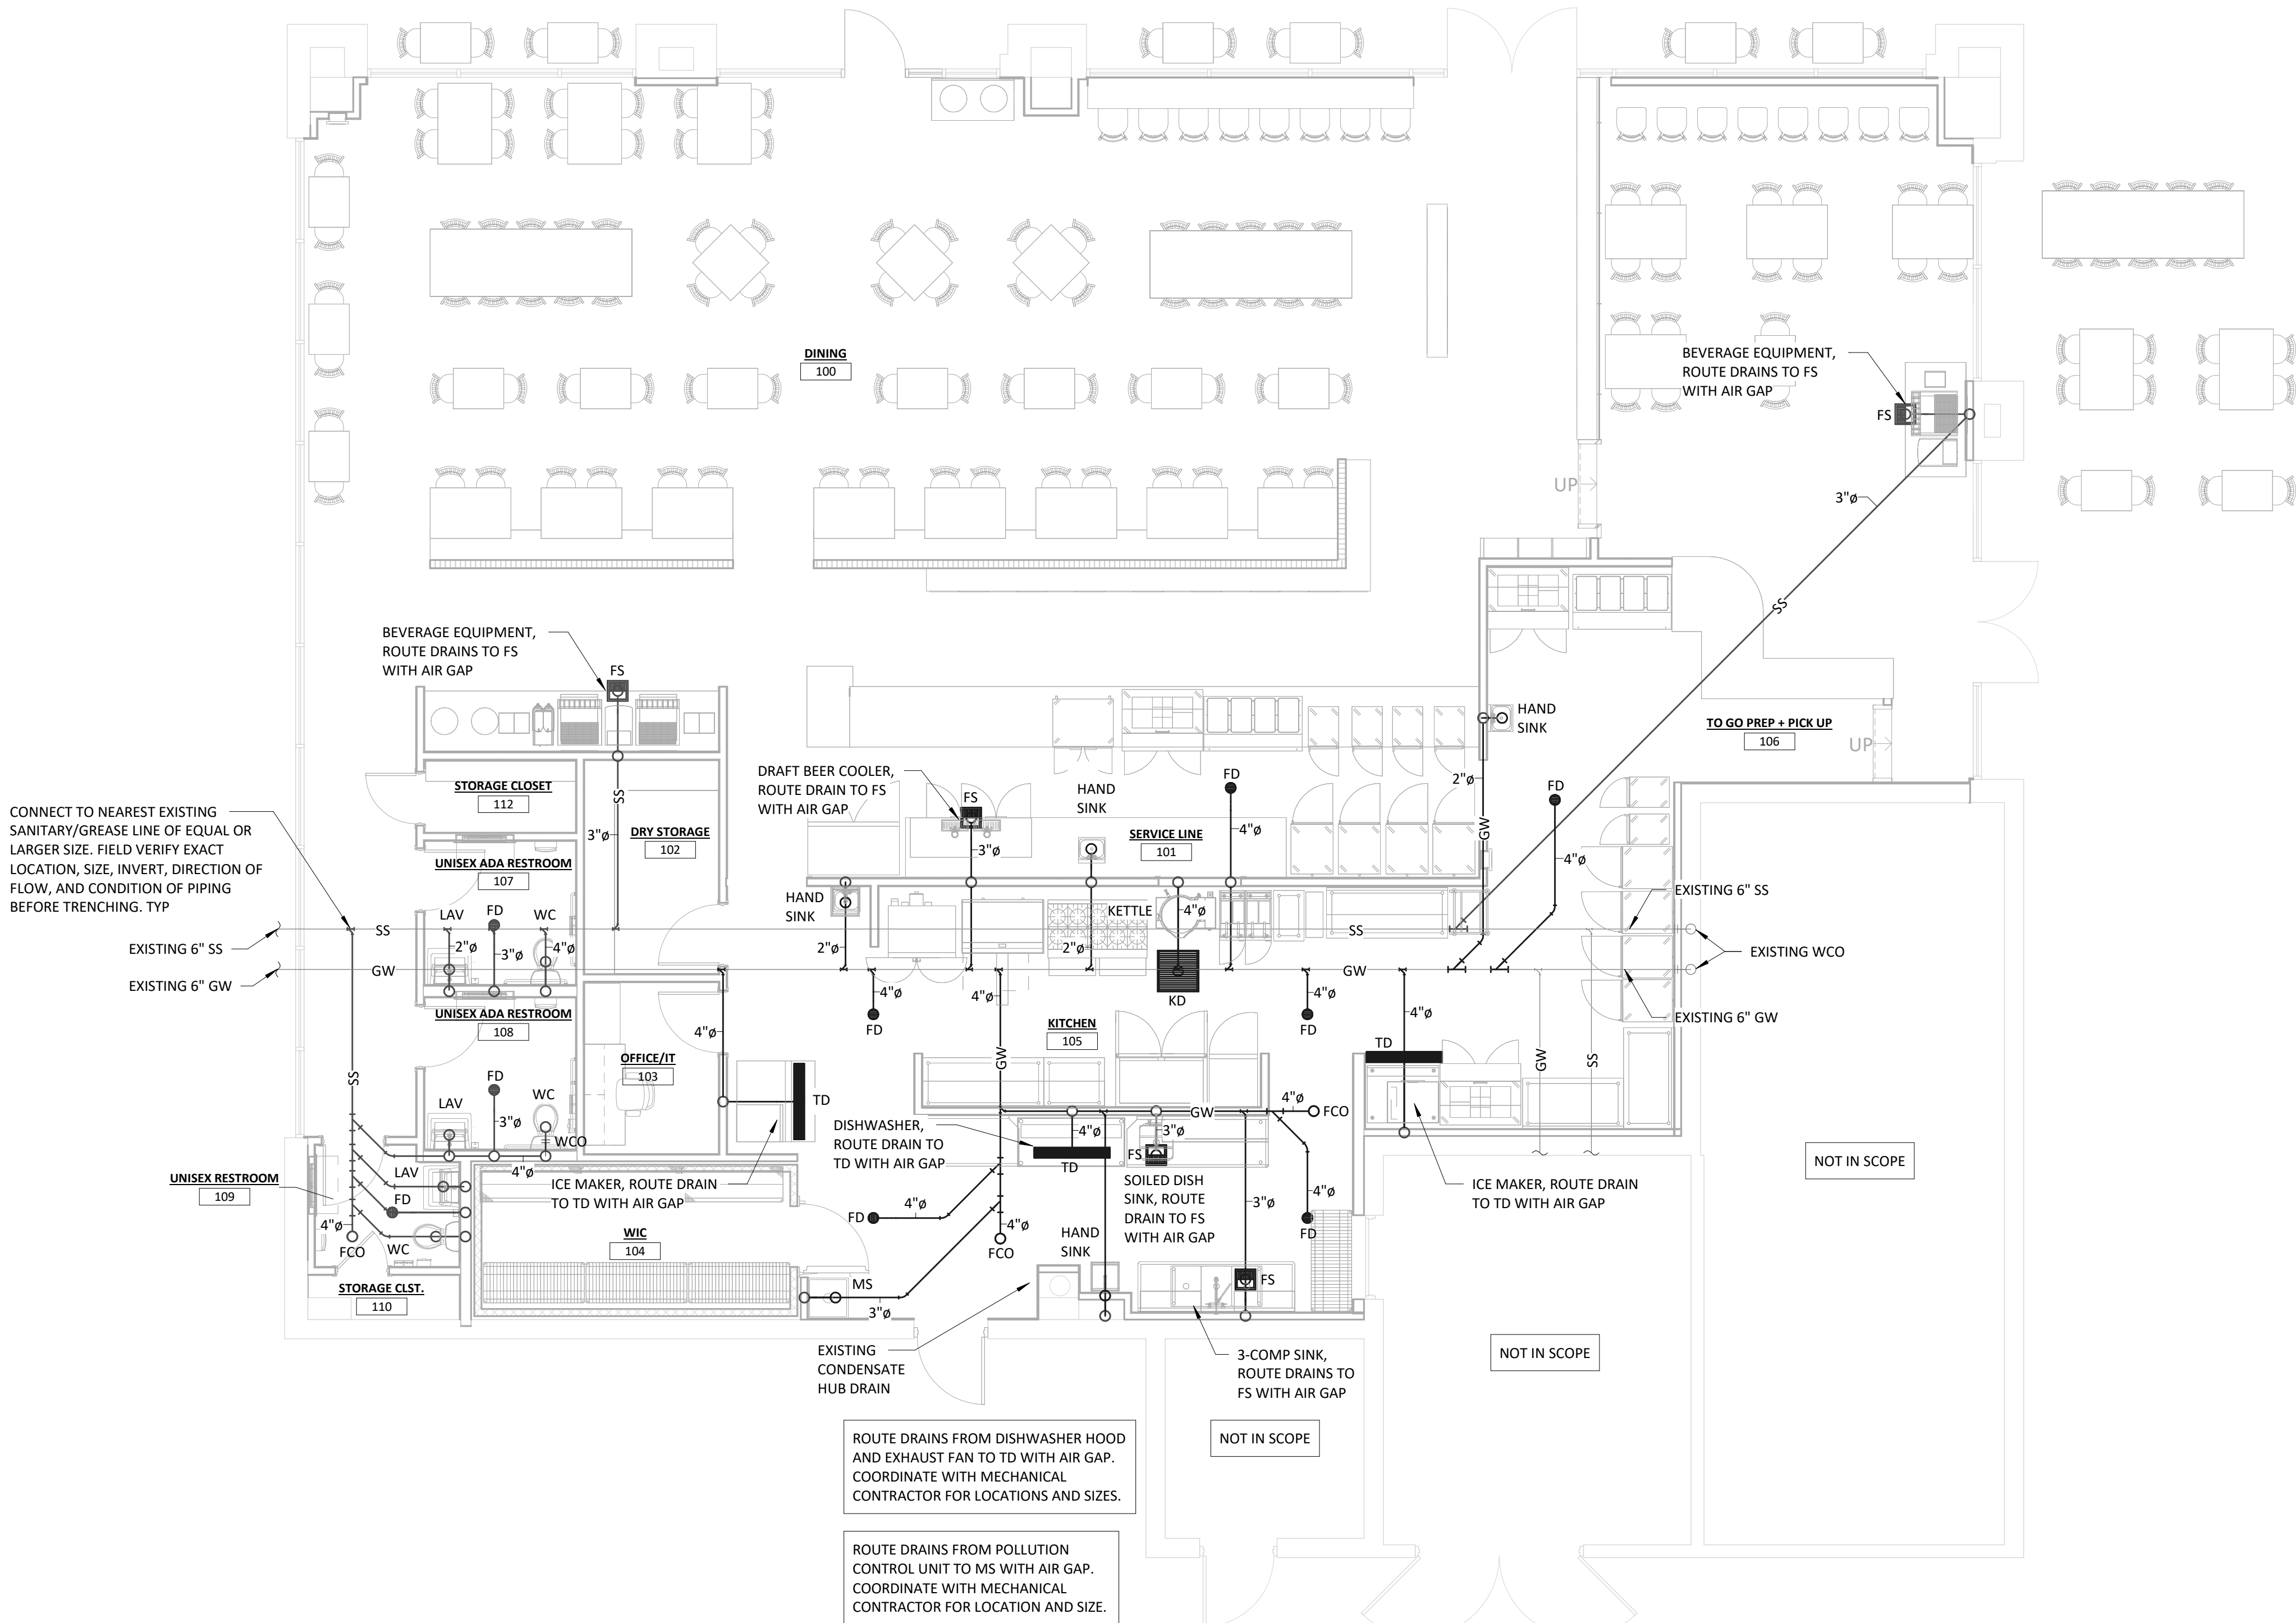 DINING
100
BEVERAGE EQUIPMENT,
ROUTE DRAINS TO FS
WITH AIR GAP
FS
UP
3"ø
SS
BEVERAGE EQUIPMENT,
ROUTE DRAINS TO FS
WITH AIR GAP
FS
HAND
SINK
TO GO PREP + PICK UP
106
UP
STORAGE CLOSET
112
SS
3"ø
DRY STORAGE
102
DRAFT BEER COOLER,
ROUTE DRAIN TO FS
WITH AIR GAP
FS
3"ø
HAND
SINK
FD
4"ø
SERVICE LINE
101
2"ø
GW
FD
4"ø
CONNECT TO NEAREST EXISTING
SANITARY/GREASE LINE OF EQUAL OR
LARGER SIZE. FIELD VERIFY EXACT
LOCATION, SIZE, INVERT, DIRECTION OF
FLOW, AND CONDITION OF PIPING
BEFORE TRENCHING. TYP
UNISEX ADA RESTROOM
107
HAND
SINK
KETTLE
4"ø
EXISTING 6" SS
LAV
FD
WC
SS
SS
EXISTING 6" SS
2"ø
3"ø
4"ø
2"ø
2"ø
EXISTING WCO
GW
GW
EXISTING 6" GW
4"ø
4"ø
KD
4"ø
FD
FD
4"ø
EXISTING 6" GW
UNISEX ADA RESTROOM
108
KITCHEN
105
4"ø
TD
OFFICE/IT
103
GW
GW
SS
SS
FD
LAV
WC
3"ø
TD
GW
4"ø
FCO
DISHWASHER,
ROUTE DRAIN TO
TD WITH AIR GAP
4"ø
3"ø
WCO
FS
TD
NOT IN SCOPE
UNISEX RESTROOM
109
LAV
4"ø
FD
ICE MAKER, ROUTE DRAIN
TO TD WITH AIR GAP
SOILED DISH
SINK, ROUTE
DRAIN TO FS
WITH AIR GAP
ICE MAKER, ROUTE DRAIN
TO TD WITH AIR GAP
4"ø
3"ø
4"ø
FD
FD
4"ø
FCO
WC
4"ø
FCO
HAND
SINK
WIC
104
STORAGE CLST.
110
MS
3"ø
FS
EXISTING
CONDENSATE
HUB DRAIN
3-COMP SINK,
ROUTE DRAINS TO
FS WITH AIR GAP
NOT IN SCOPE
ROUTE DRAINS FROM DISHWASHER HOOD
AND EXHAUST FAN TO TD WITH AIR GAP.
COORDINATE WITH MECHANICAL
CONTRACTOR FOR LOCATIONS AND SIZES.
NOT IN SCOPE
ROUTE DRAINS FROM POLLUTION
CONTROL UNIT TO MS WITH AIR GAP.
COORDINATE WITH MECHANICAL
CONTRACTOR FOR LOCATION AND SIZE.